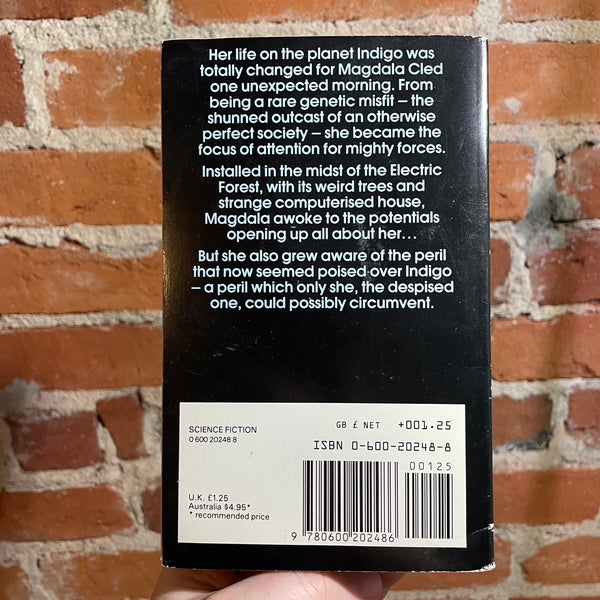 Her life on the planet Indigo was
totally changed for Magdala Cled
one unexpected morning. From
being a rare genetic misfit – the
shunned outcast of an otherwise
perfect society – she became the
focus of attention for mighty forces.
Installed in the midst of the Electric
Forest, with its weird trees and
strange computerised house,
Magdala awoke to the potentials
opening up all about her...
But she also grew aware of the peril
that now seemed poised over Indigo
– a peril which only she, the despised
one, could possibly circumvent.
SCIENCE FICTION
0 600 20248 8
GB £ NET +001.25
ISBN 0-600-20248-8
00125
U.K. £1.25
Australia $4.95*
* recommended price
9 780600 202486